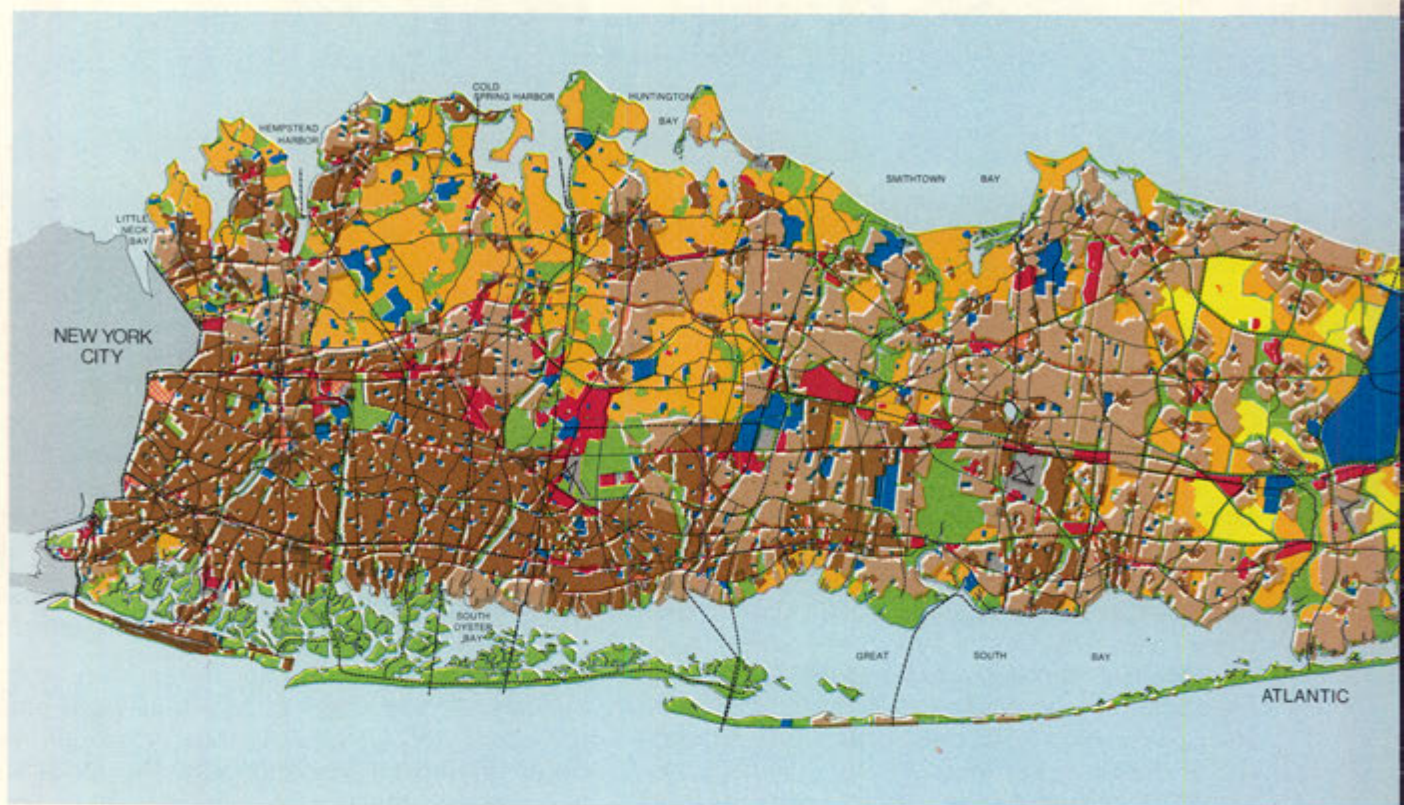 COLD
SPRING HARBOR
HUNTINGTON
BAY
HEMPSTEAD
HARBOR
SMITHTOWN BAY
LITTLE
NECK
BAY
NEW YORK
CITY
SOUTH
OYSTER
BAY
GREAT SOUTH BAY
ATLANTIC